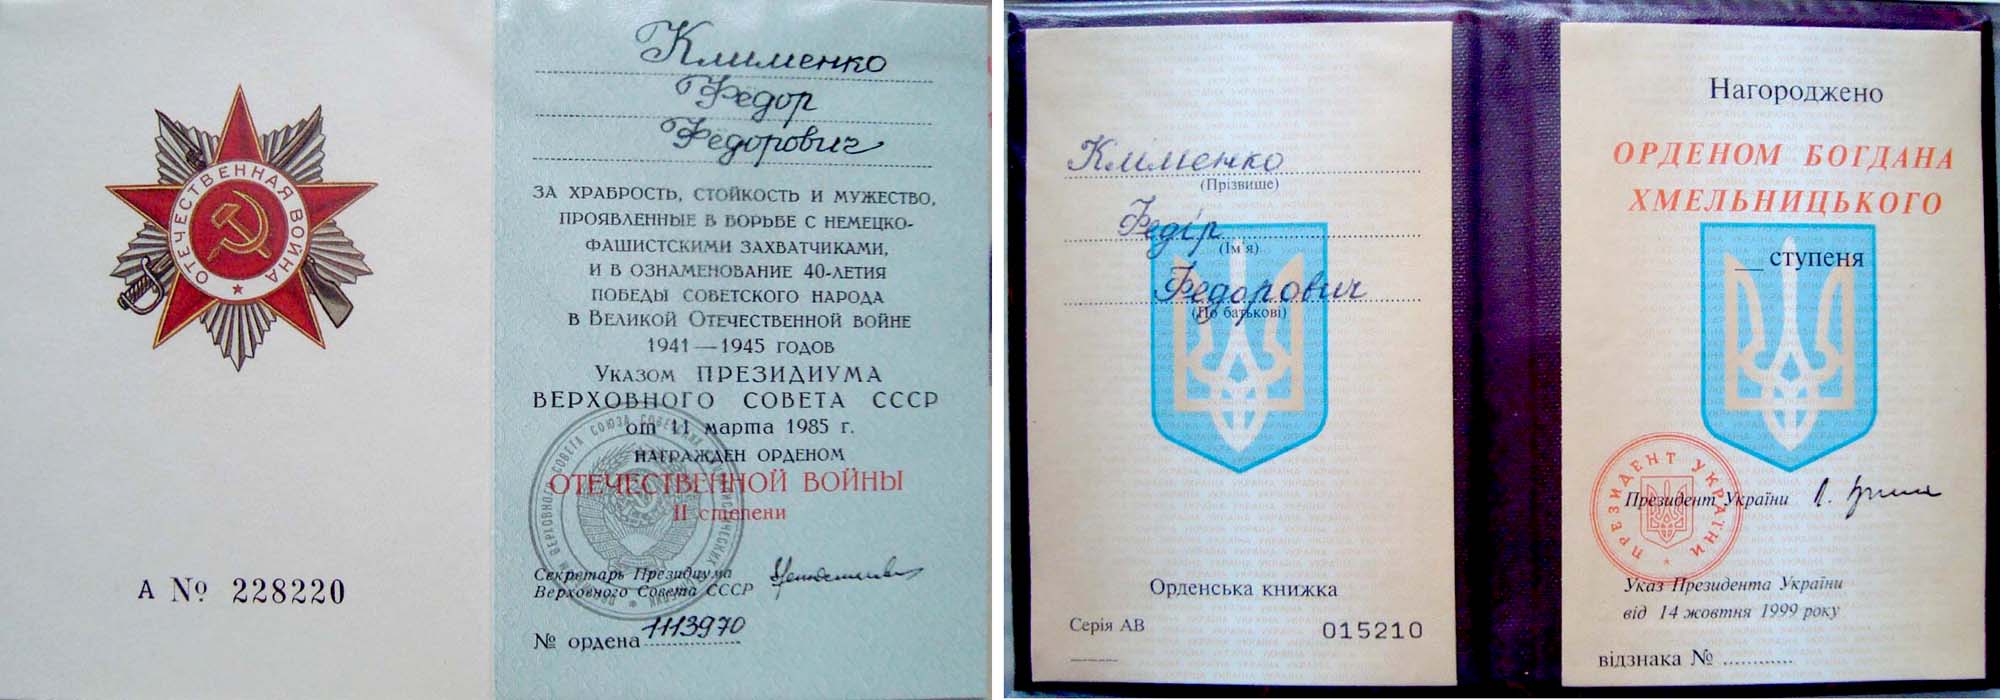 ОТЕЧЕСТВЕННАЯ ВОЙНА
А № 228220
Клименко
Федор
Федорович
ЗА ХРАБРОСТЬ, СТОЙКОСТЬ И МУЖЕСТВО,
ПРОЯВЛЕННЫЕ В БОРЬБЕ С НЕМЕЦКО-
ФАШИСТСКИМИ ЗАХВАТЧИКАМИ,
И В ОЗНАМЕНОВАНИЕ 40-ЛЕТИЯ
ПОБЕДЫ СОВЕТСКОГО НАРОДА
В ВЕЛИКОЙ ОТЕЧЕСТВЕННОЙ ВОЙНЕ
1941—1945 ГОДОВ
УКАЗОМ ПРЕЗИДИУМА
ВЕРХОВНОГО СОВЕТА СССР
от 11 марта 1985 г.
НАГРАЖДЕН ОРДЕНОМ
ОТЕЧЕСТВЕННОЙ ВОЙНЫ
II степени
Секретарь Президиума
Верховного Совета СССР
№ ордена 1113970
Кліменко
(Прізвище)
Федір
(Ім'я)
Федорович
(По батькові)
Орденська книжка
Серія АВ 015210
Нагороджено
ОРДЕНОМ БОГДАНА
ХМЕЛЬНИЦЬКОГО
__ ступеня
Президент України
ПРЕЗИДЕНТ УКРАЇНИ
Указ Президента України
від 14 жовтня 1999 року
відзнака № ............